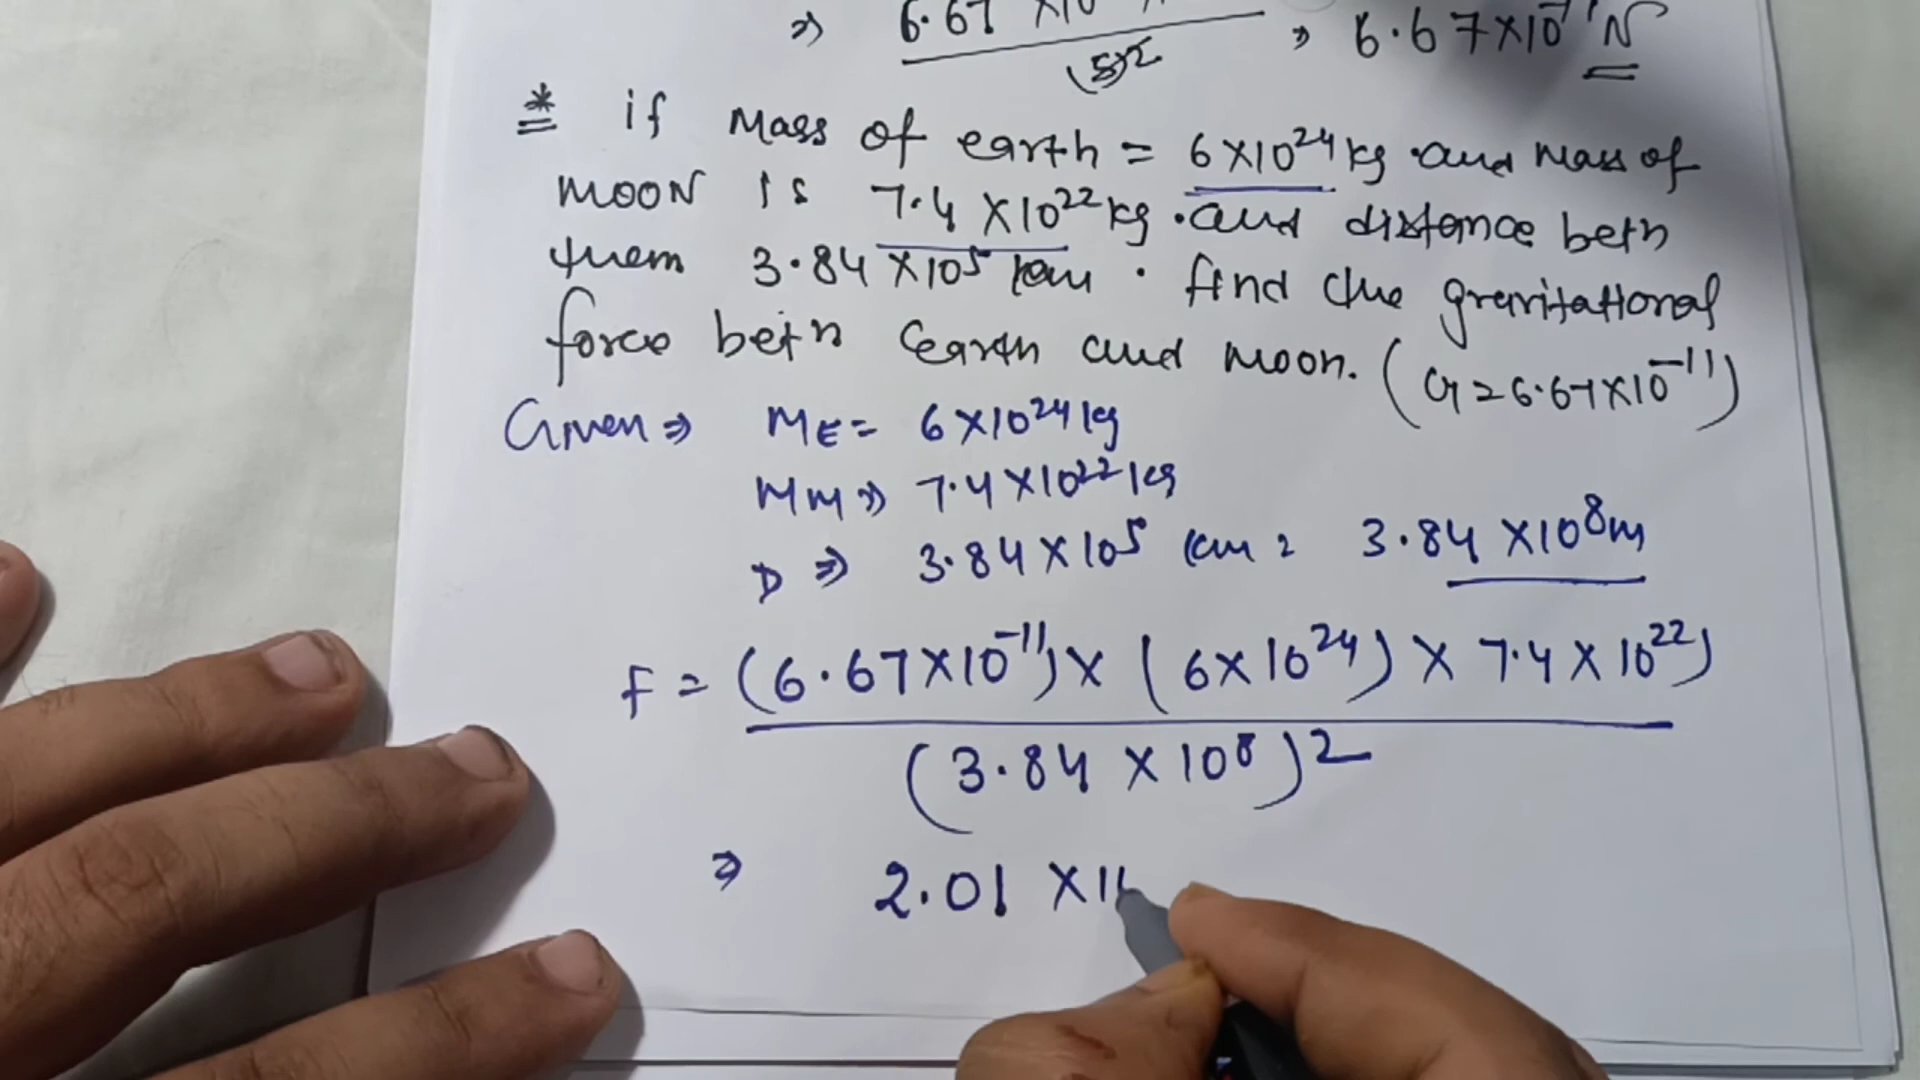 ⇒ 6.67 ×10 / (5)2 ⇒ 6.67×10 N
* if Mass of earth = 6×10²⁴ kg . and Mass of
MOON is 7.4 ×10²² kg . and distance betn
them 3.84 ×10⁵ km . find the gravitational
force betn Earth and Moon. (G = 6.67×10⁻¹¹)
Given ⇒ ME = 6×10²⁴ kg
MM ⇒ 7.4×10²² kg
D ⇒ 3.84×10⁵ km = 3.84 ×10⁸ m
F = (6.67×10⁻¹¹) × (6×10²⁴) × 7.4×10²²)
(3.84 ×10⁸)²
⇒ 2.01 ×1